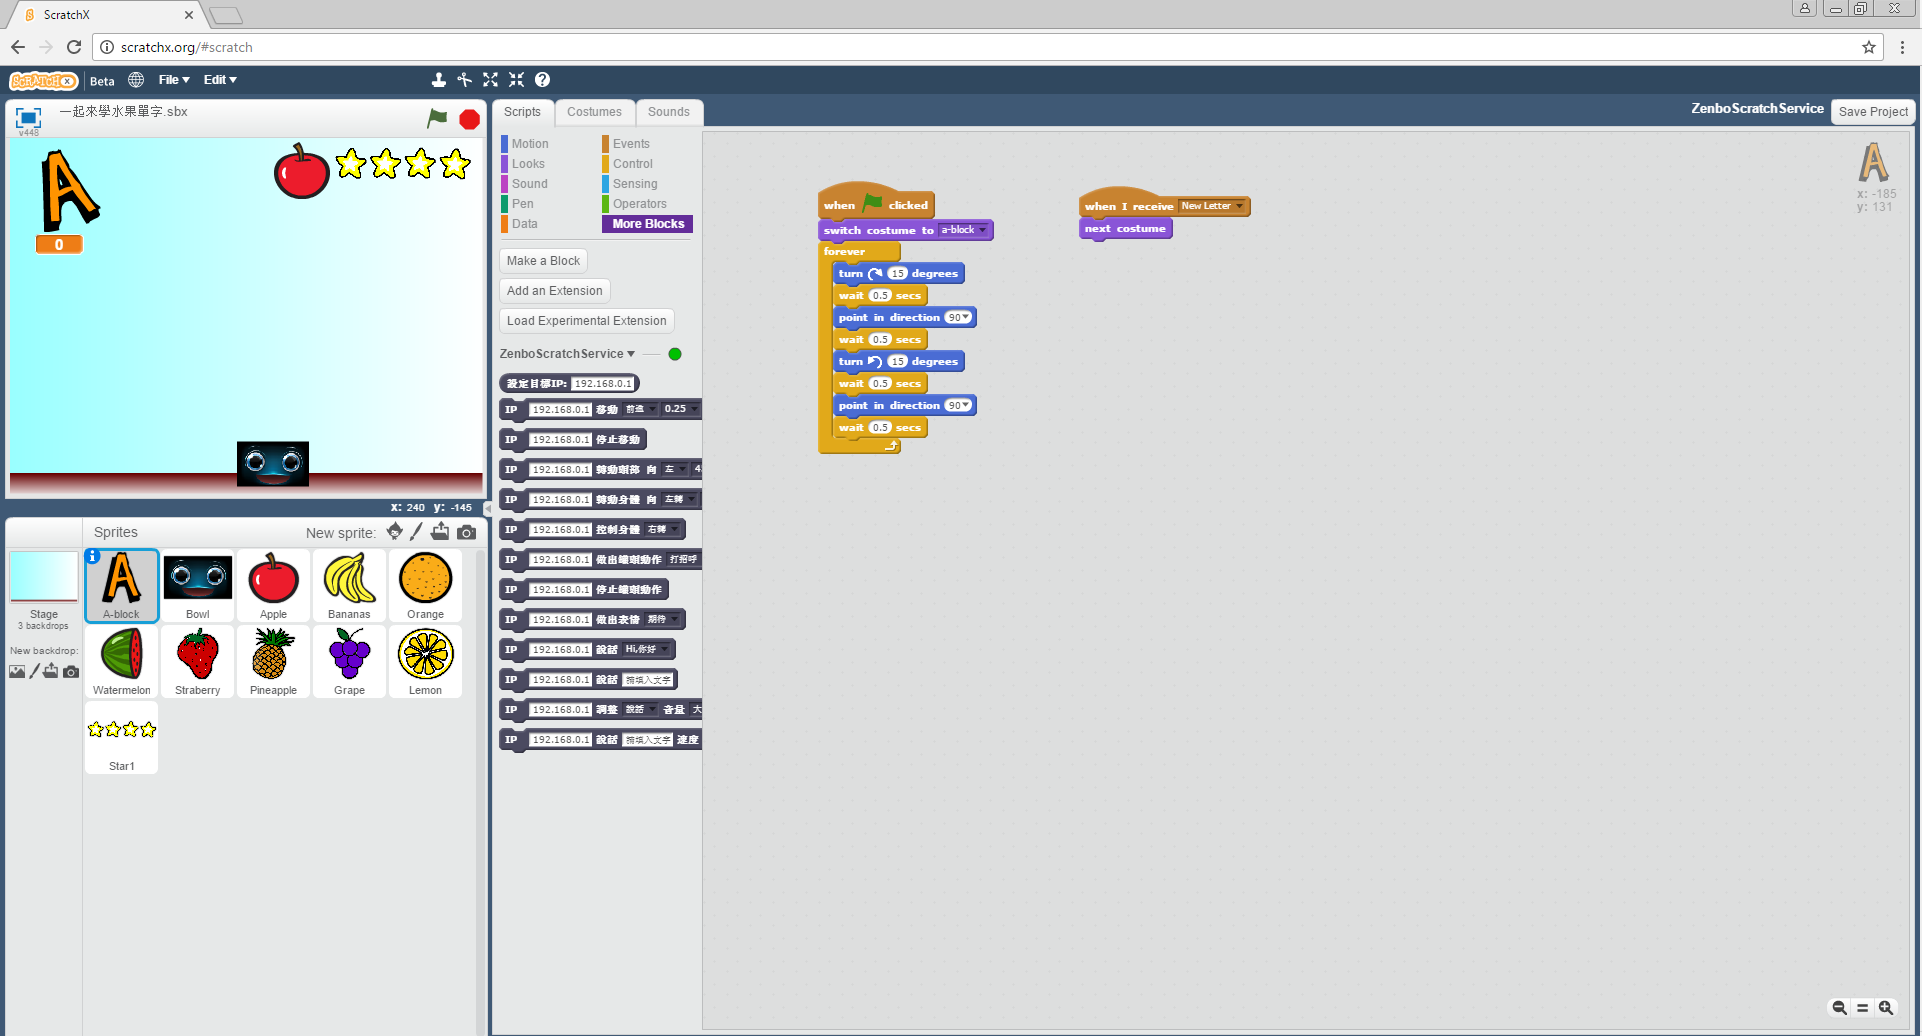 ScratchX
scratchx.org/#scratch
SCRATCH X Beta File Edit
一起來學水果單字.sbx
v448
0
x: 240 y: -145
Sprites New sprite:
Stage
3 backdrops
New backdrop:
A-block Bowl Apple Bananas Orange
Watermelon Straberry Pineapple Grape Lemon
Star1
Scripts Costumes Sounds
Motion Events
Looks Control
Sound Sensing
Pen Operators
Data More Blocks
Make a Block
Add an Extension
Load Experimental Extension
ZenboScratchService
設定目標IP: 192.168.0.1
IP 192.168.0.1 移動 前進 0.25
IP 192.168.0.1 停止移動
IP 192.168.0.1 轉動頭部 向 左 4
IP 192.168.0.1 轉動身體 向 左轉
IP 192.168.0.1 控制身體 右轉
IP 192.168.0.1 做出罐頭動作 打招呼
IP 192.168.0.1 停止罐頭動作
IP 192.168.0.1 做出表情 期待
IP 192.168.0.1 說話 Hi,你好
IP 192.168.0.1 說話 請填入文字
IP 192.168.0.1 調整 說話 音量 大
IP 192.168.0.1 說話 請填入文字 速度
ZenboScratchService Save Project
x: -185
y: 131
when clicked
switch costume to a-block
forever
turn 15 degrees
wait 0.5 secs
point in direction 90
wait 0.5 secs
turn 15 degrees
wait 0.5 secs
point in direction 90
wait 0.5 secs
when I receive New Letter
next costume